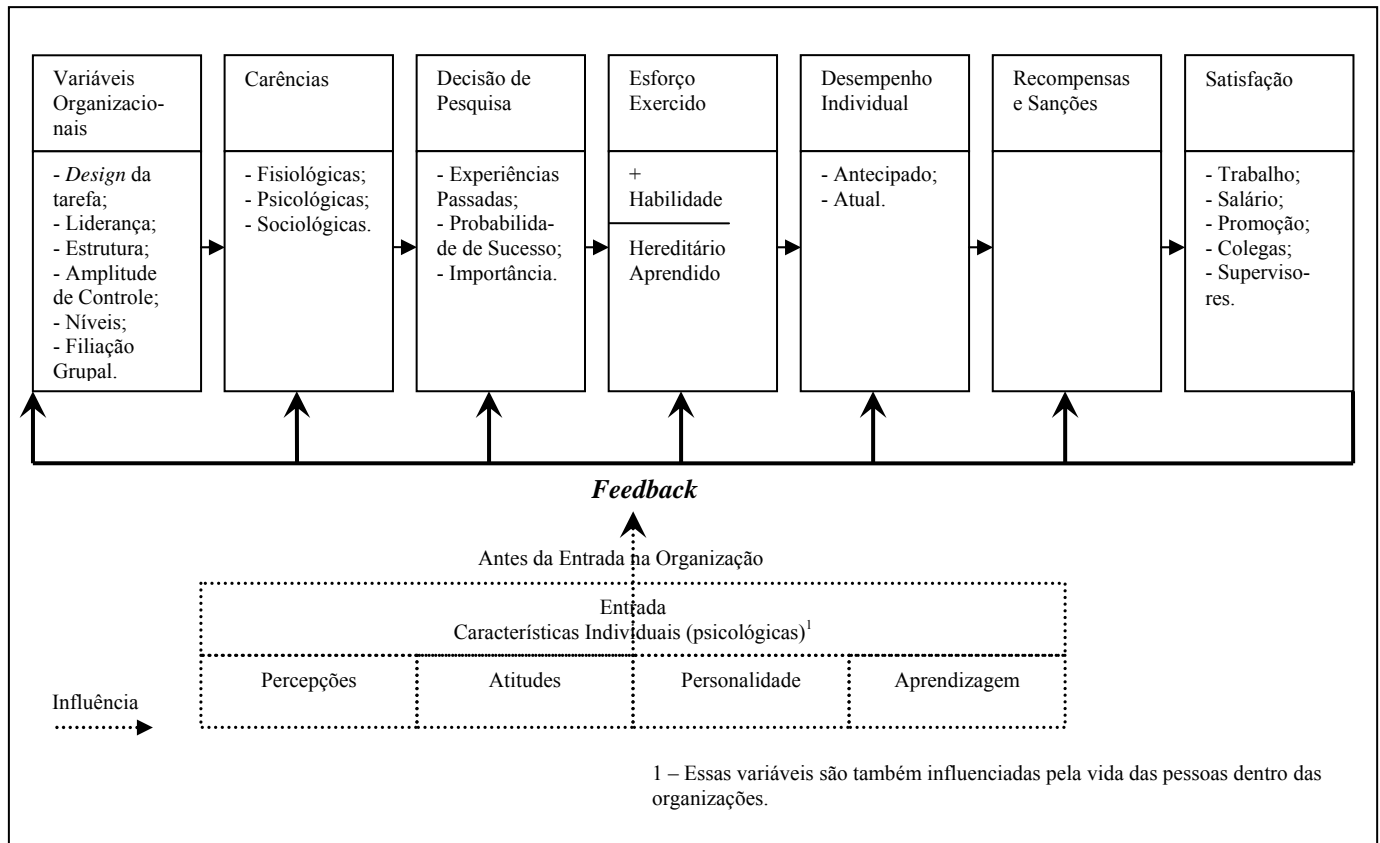 Variáveis
Organizacio-
nais
- Design da
tarefa;
- Liderança;
- Estrutura;
- Amplitude
de Controle;
- Níveis;
- Filiação
Grupal.
Carências
- Fisiológicas;
- Psicológicas;
- Sociológicas.
Decisão de
Pesquisa
- Experiências
Passadas;
- Probabilida-
de de Sucesso;
- Importância.
Esforço
Exercido
+
Habilidade
Hereditário
Aprendido
Desempenho
Individual
- Antecipado;
- Atual.
Recompensas
e Sanções
Satisfação
- Trabalho;
- Salário;
- Promoção;
- Colegas;
- Superviso-
res.
Feedback
Antes da Entrada na Organização
Entrada
Características Individuais (psicológicas)1
Percepções
Atitudes
Personalidade
Aprendizagem
Influência
1 – Essas variáveis são também influenciadas pela vida das pessoas dentro das
organizações.